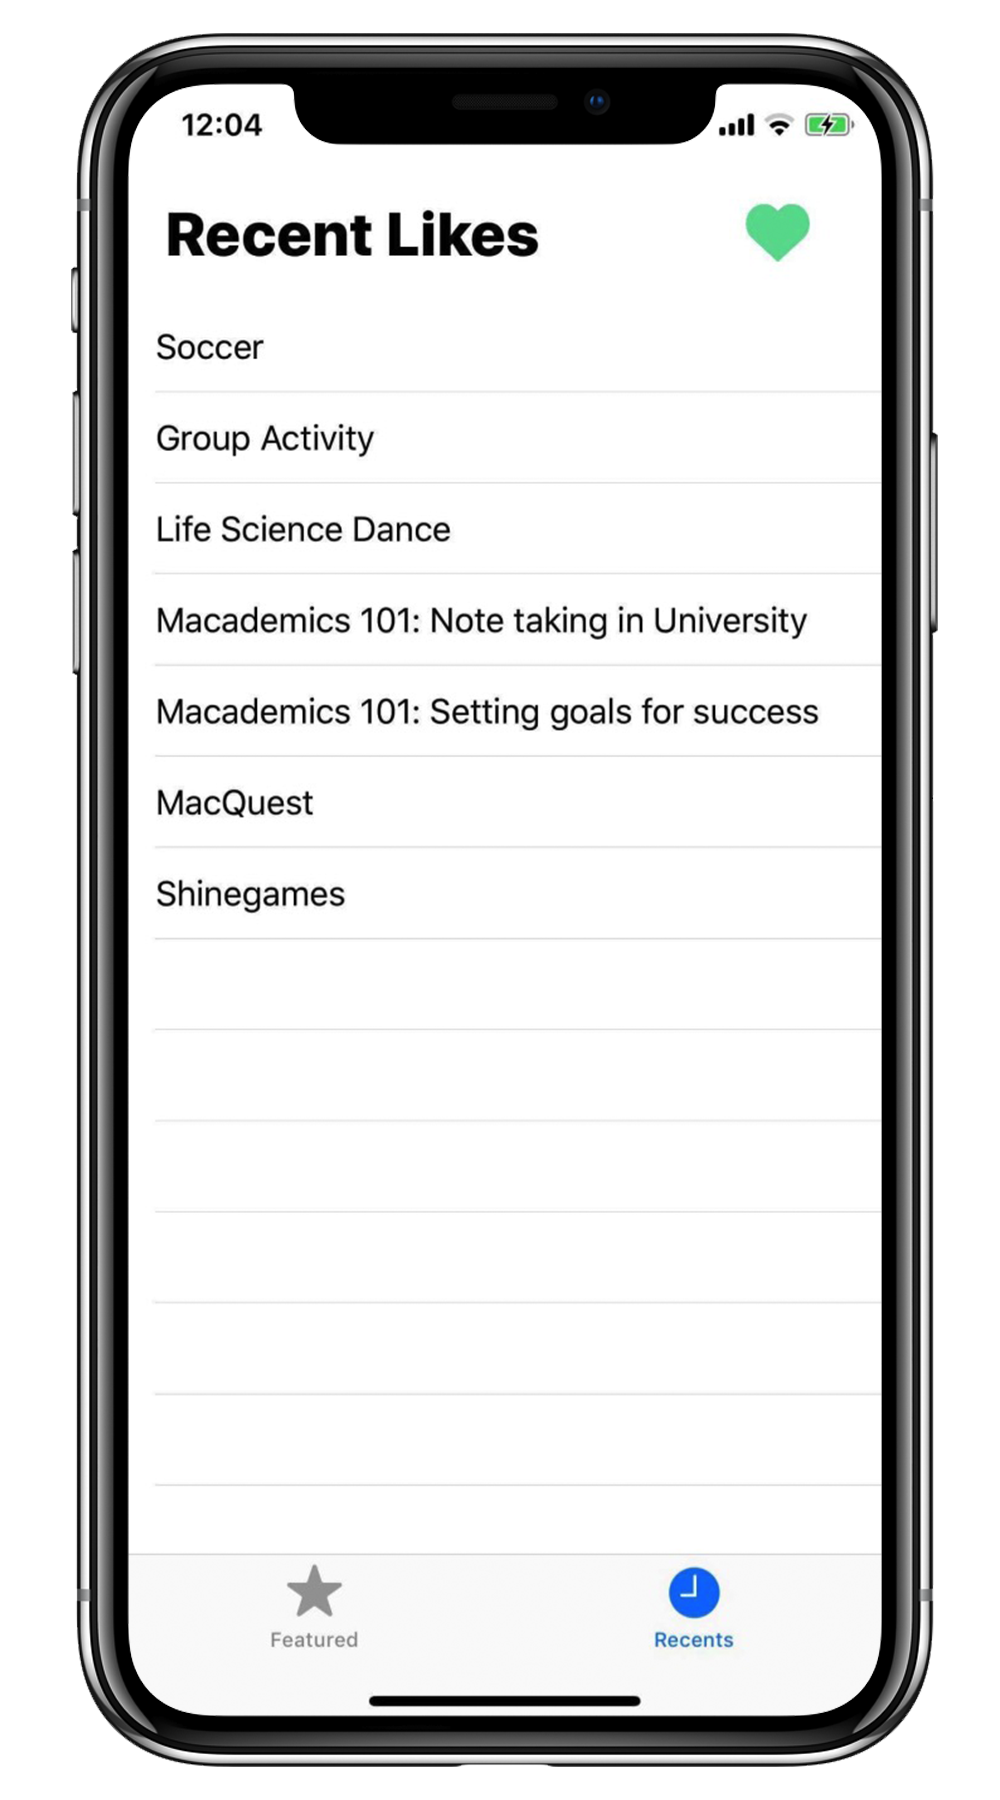 12:04
Recent Likes
Soccer
Group Activity
Life Science Dance
Macademics 101: Note taking in University
Macademics 101: Setting goals for success
MacQuest
Shinegames
Featured
Recents